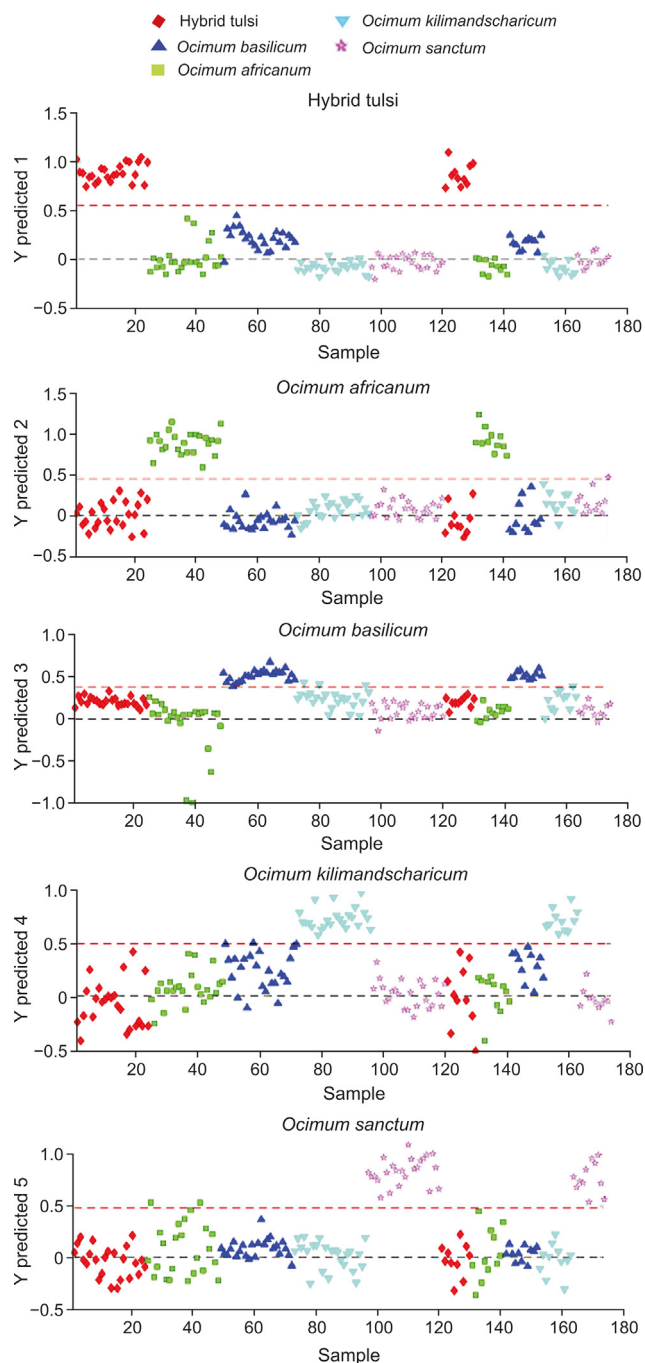 Hybrid tulsi
Ocimum kilimandscharicum
Ocimum basilicum
Ocimum sanctum
Ocimum africanum
Hybrid tulsi
Y predicted 1
1.5
1.0
0.5
0
−0.5
20 40 60 80 100 120 140 160 180
Sample
Ocimum africanum
Y predicted 2
1.5
1.0
0.5
0
−0.5
20 40 60 80 100 120 140 160 180
Sample
Ocimum basilicum
Y predicted 3
1.0
0.5
0
−0.5
−1.0
20 40 60 80 100 120 140 160 180
Sample
Ocimum kilimandscharicum
Y predicted 4
1.0
0.5
0
−0.5
20 40 60 80 100 120 140 160 180
Sample
Ocimum sanctum
Y predicted 5
1.0
0.5
0
−0.5
20 40 60 80 100 120 140 160 180
Sample